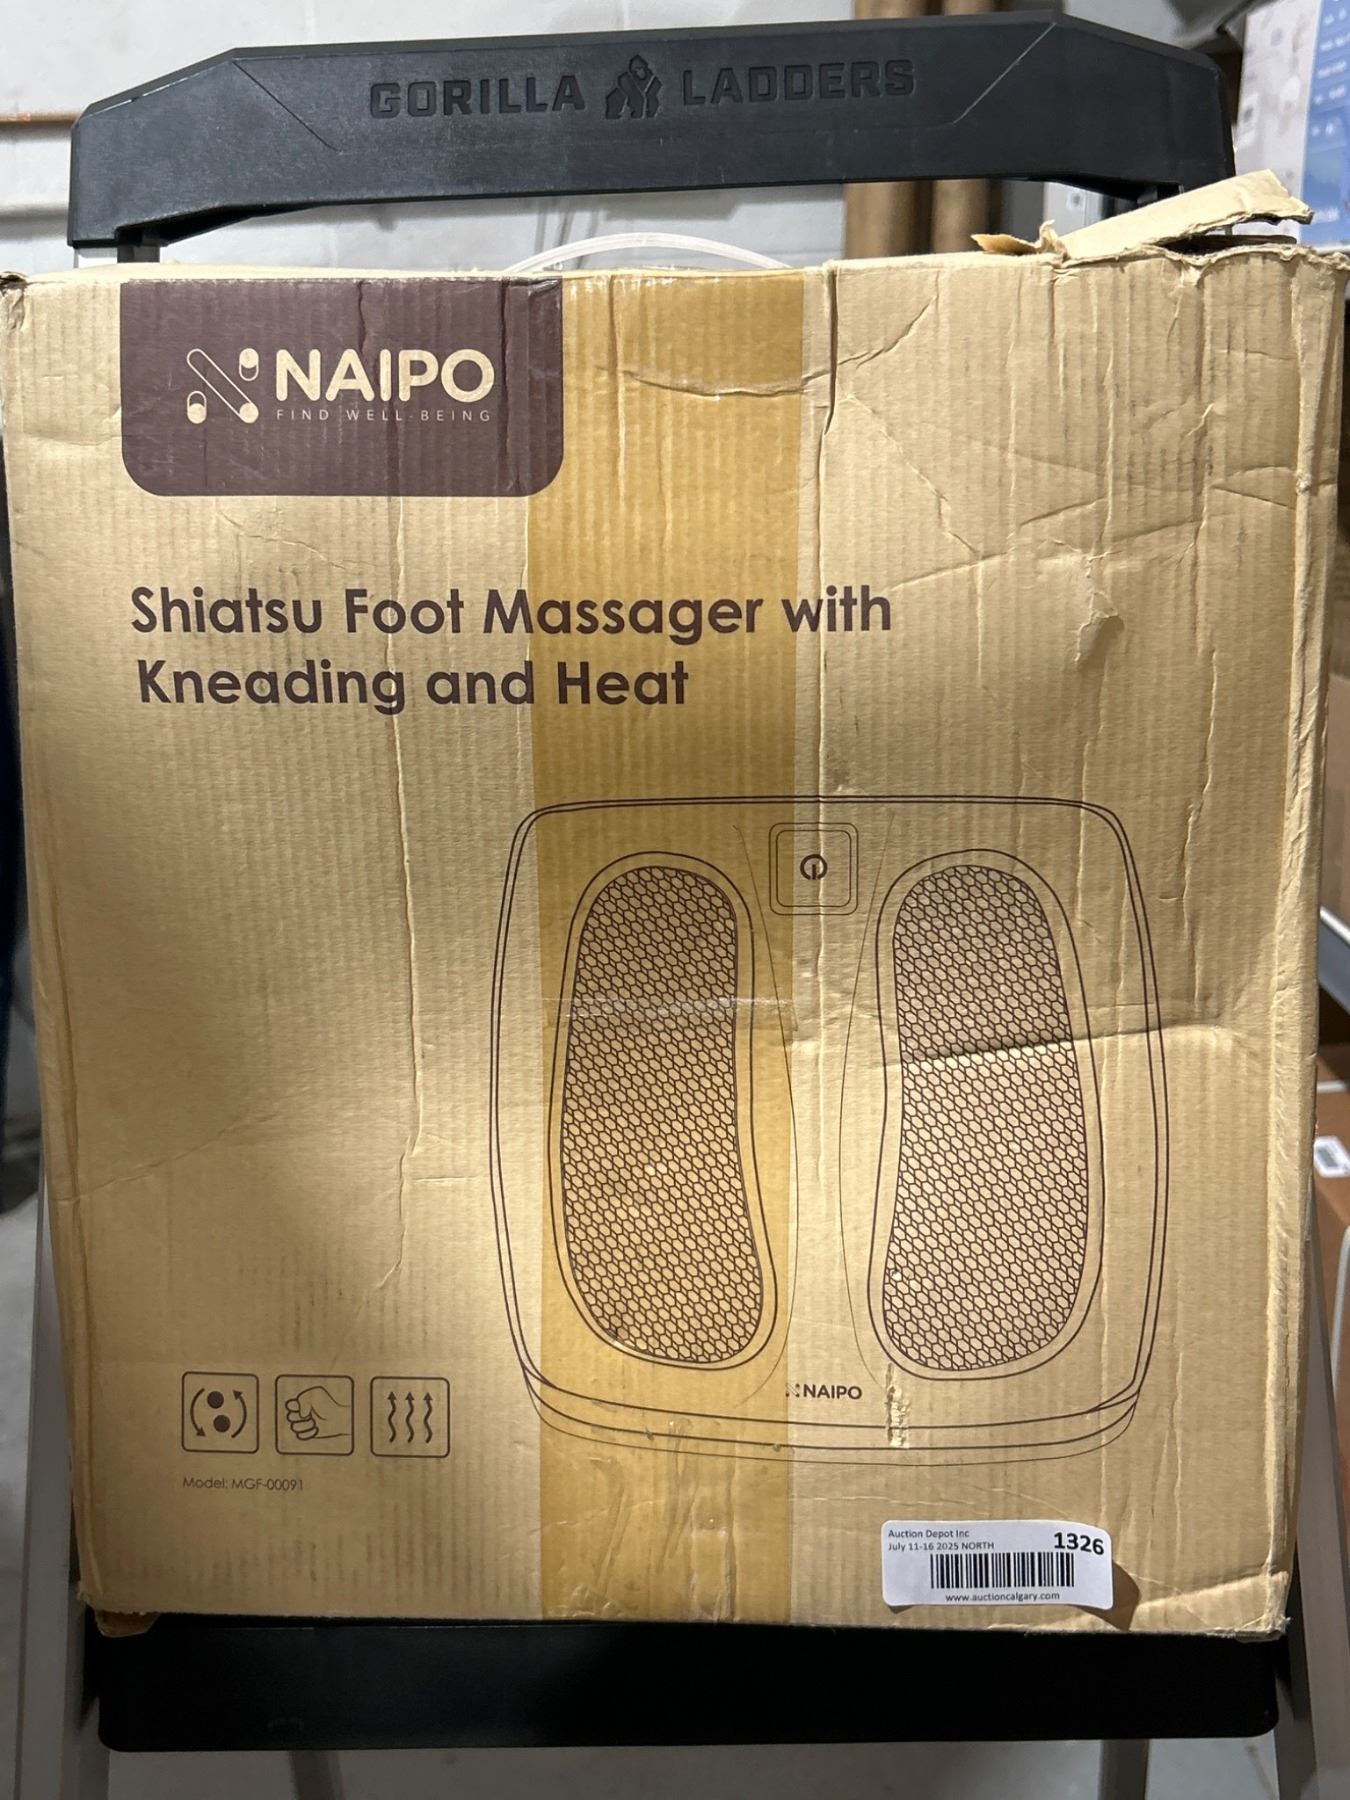 GORILLA LADDERS
NAIPO
FIND WELL-BEING
Shiatsu Foot Massager with
Kneading and Heat
NAIPO
Model: MGF-00091
Auction Depot Inc
1326
July 11-16 2025 NORTH
www.auctioncalgary.com